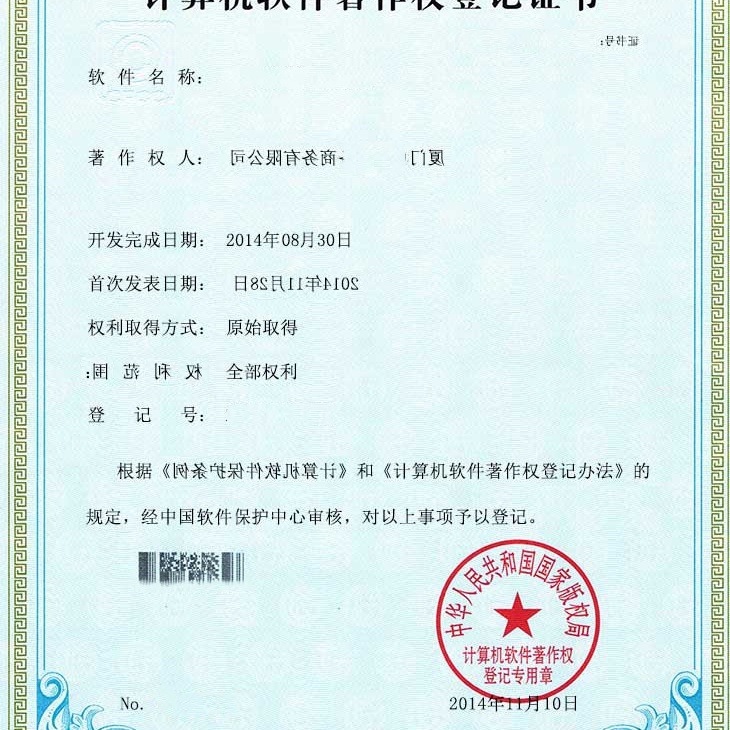 计算机软件著作权登记证书
证书号:
软件名称:
著作权人: 厦门 商务有限公司
开发完成日期: 2014年08月30日
首次发表日期: 2014年11月28日
权利取得方式: 原始取得
权利范围: 全部权利
登记号:
根据《计算机软件保护条例》和《计算机软件著作权登记办法》的
规定,经中国软件保护中心审核,对以上事项予以登记。
中华人民共和国国家版权局
计算机软件著作权
登记专用章
No.
2014年11月10日